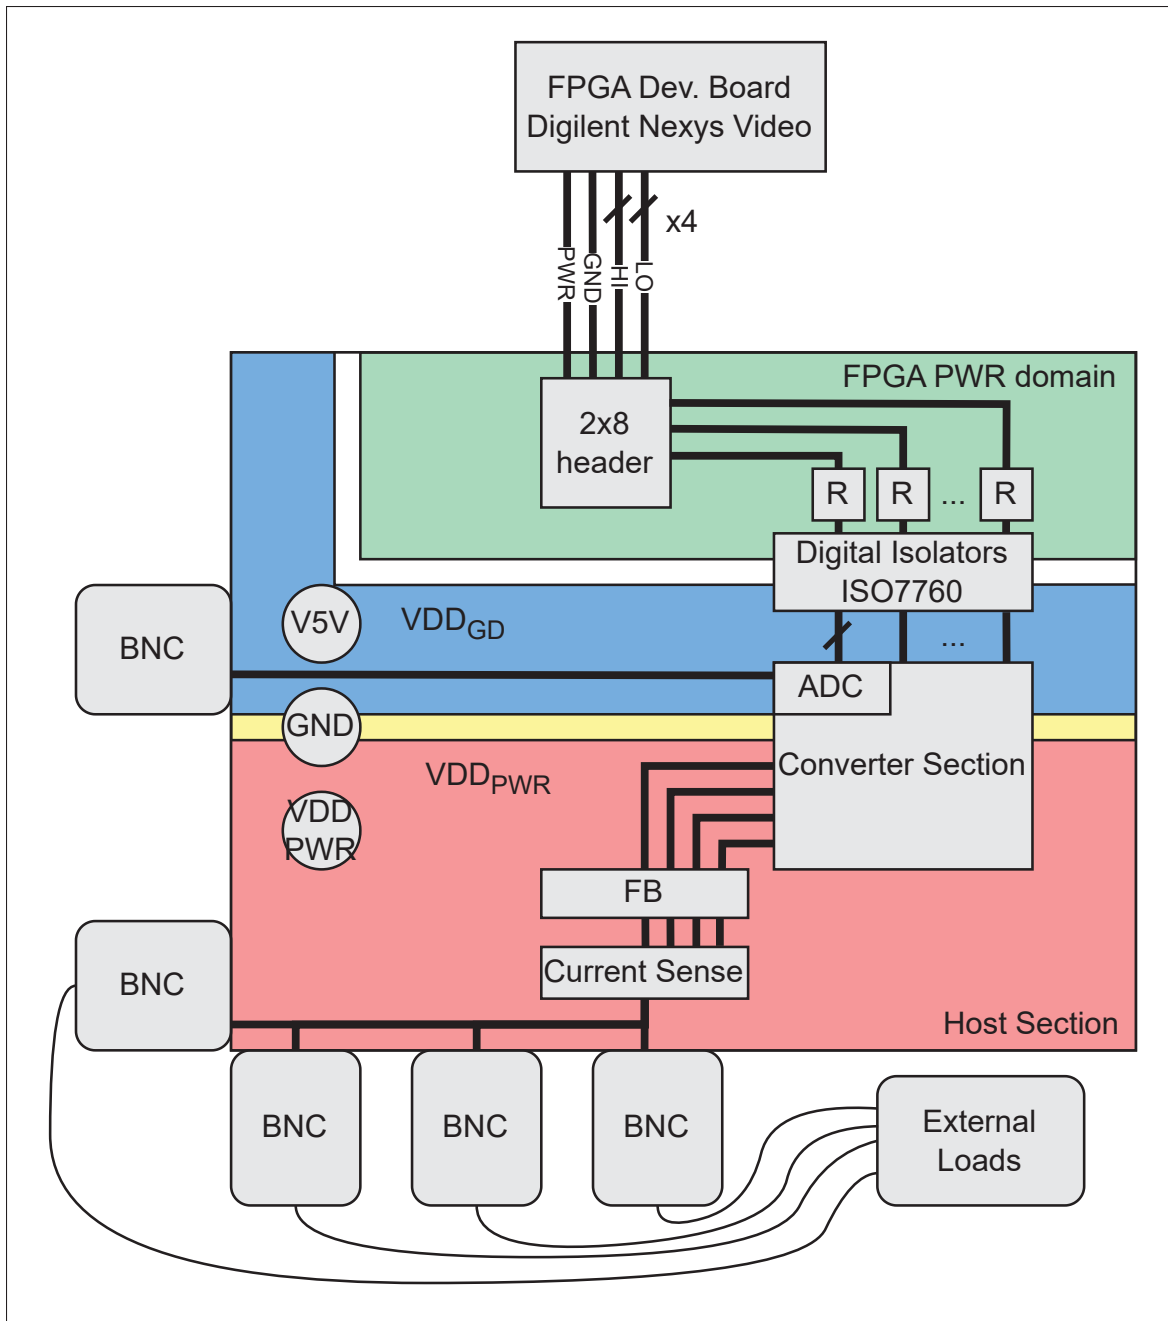 FPGA Dev. Board
Digilent Nexys Video
x4
PWR
GND
HI
LO
FPGA PWR domain
2x8
header
R
R
...
R
Digital Isolators
ISO7760
BNC
V5V
VDD_GD
...
ADC
GND
Converter Section
VDD_PWR
VDD
PWR
FB
BNC
Current Sense
Host Section
BNC
BNC
BNC
External
Loads